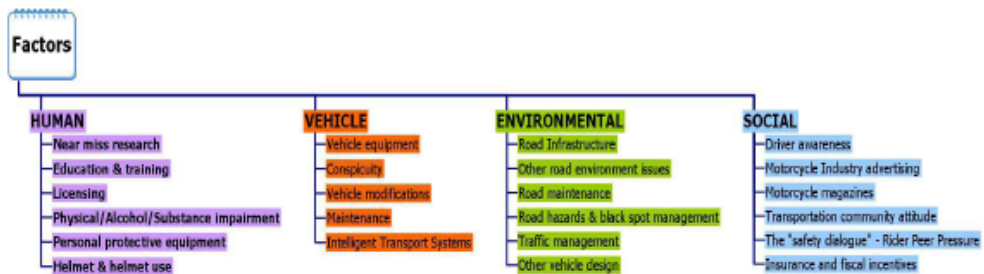 Factors
HUMAN
Near miss research
Education & training
Licensing
Physical/Alcohol/Substance impairment
Personal protective equipment
Helmet & helmet use
VEHICLE
Vehicle equipment
Conspicuity
Vehicle modifications
Maintenance
Intelligent Transport Systems
ENVIRONMENTAL
Road Infrastructure
Other road environment issues
Road maintenance
Road hazards & black spot management
Traffic management
Other vehicle design
SOCIAL
Driver awareness
Motorcycle Industry advertising
Motorcycle magazines
Transportation community attitude
The "safety dialogue" - Rider Peer Pressure
Insurance and fiscal incentives